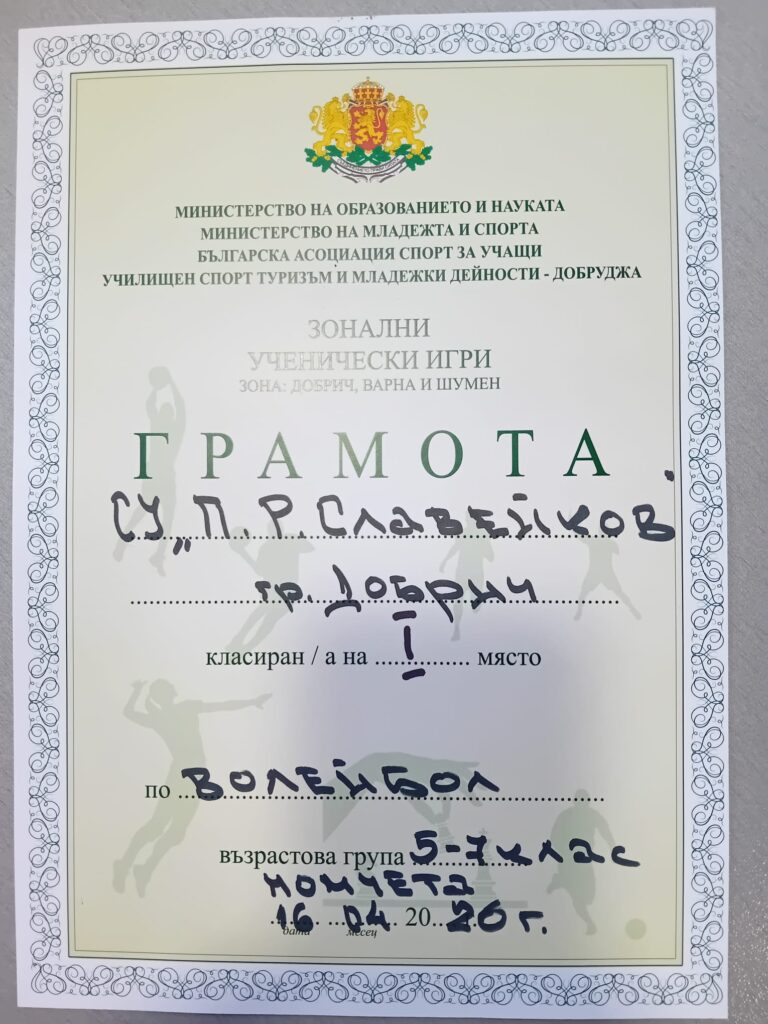 МИНИСТЕРСТВО НА ОБРАЗОВАНИЕТО И НАУКАТА
МИНИСТЕРСТВО НА МЛАДЕЖТА И СПОРТА
БЪЛГАРСКА АСОЦИАЦИЯ СПОРТ ЗА УЧАЩИ
УЧИЛИЩЕН СПОРТ ТУРИЗЪМ И МЛАДЕЖКИ ДЕЙНОСТИ - ДОБРУДЖА
ЗОНАЛНИ
УЧЕНИЧЕСКИ ИГРИ
ЗОНА: ДОБРИЧ, ВАРНА И ШУМЕН
ГРАМОТА
СУ „П. Р. Славейков"
гр. Добрич
класиран / а на I място
по ВОЛЕЙБОЛ
възрастова група 5-7 клас
МОМЧЕТА
16 04 20 26 г.
дата месец